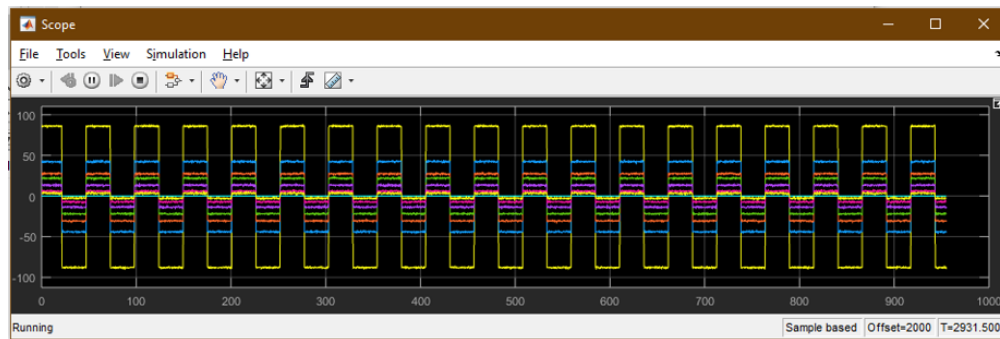 Scope
File Tools View Simulation Help
100
50
0
-50
-100
0 100 200 300 400 500 600 700 800 900 1000
Running Sample based Offset=2000 T=2931.500